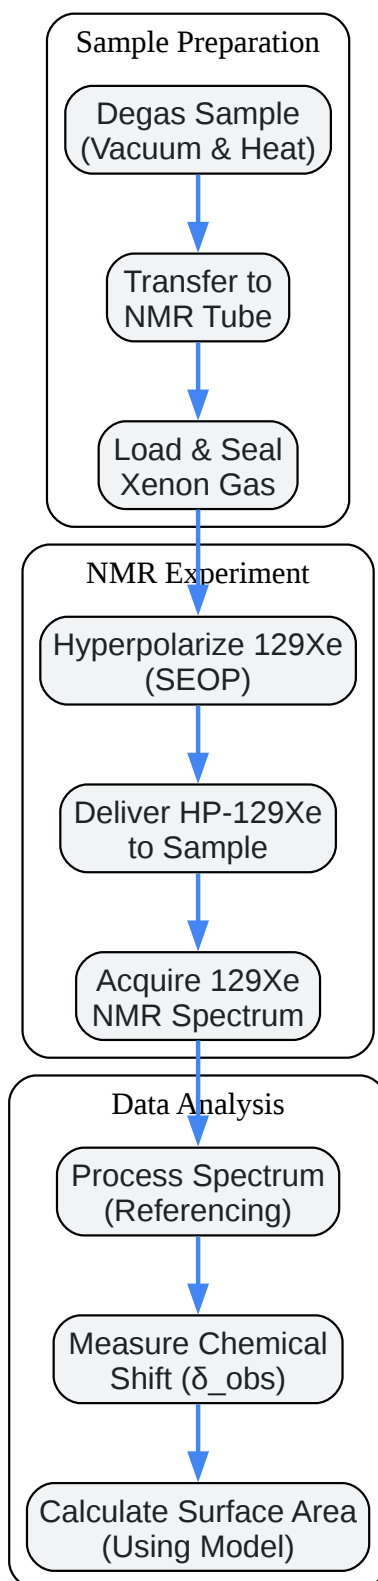 Sample Preparation
Degas Sample
(Vacuum & Heat)
Transfer to
NMR Tube
Load & Seal
Xenon Gas
NMR Experiment
Hyperpolarize 129Xe
(SEOP)
Deliver HP-129Xe
to Sample
Acquire 129Xe
NMR Spectrum
Data Analysis
Process Spectrum
(Referencing)
Measure Chemical
Shift (δ_obs)
Calculate Surface Area
(Using Model)